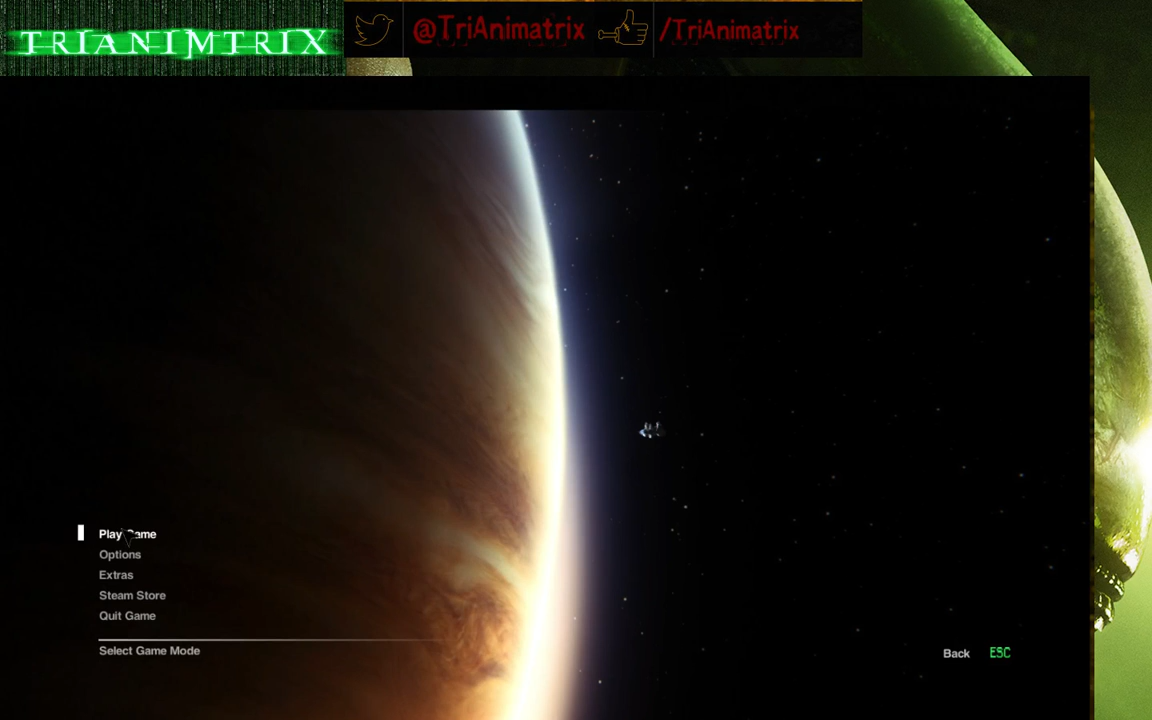 TRIANIMTRIX
@TriAnimatrix
/TriAnimatrix
Play Game
Options
Extras
Steam Store
Quit Game
Select Game Mode
Back ESC